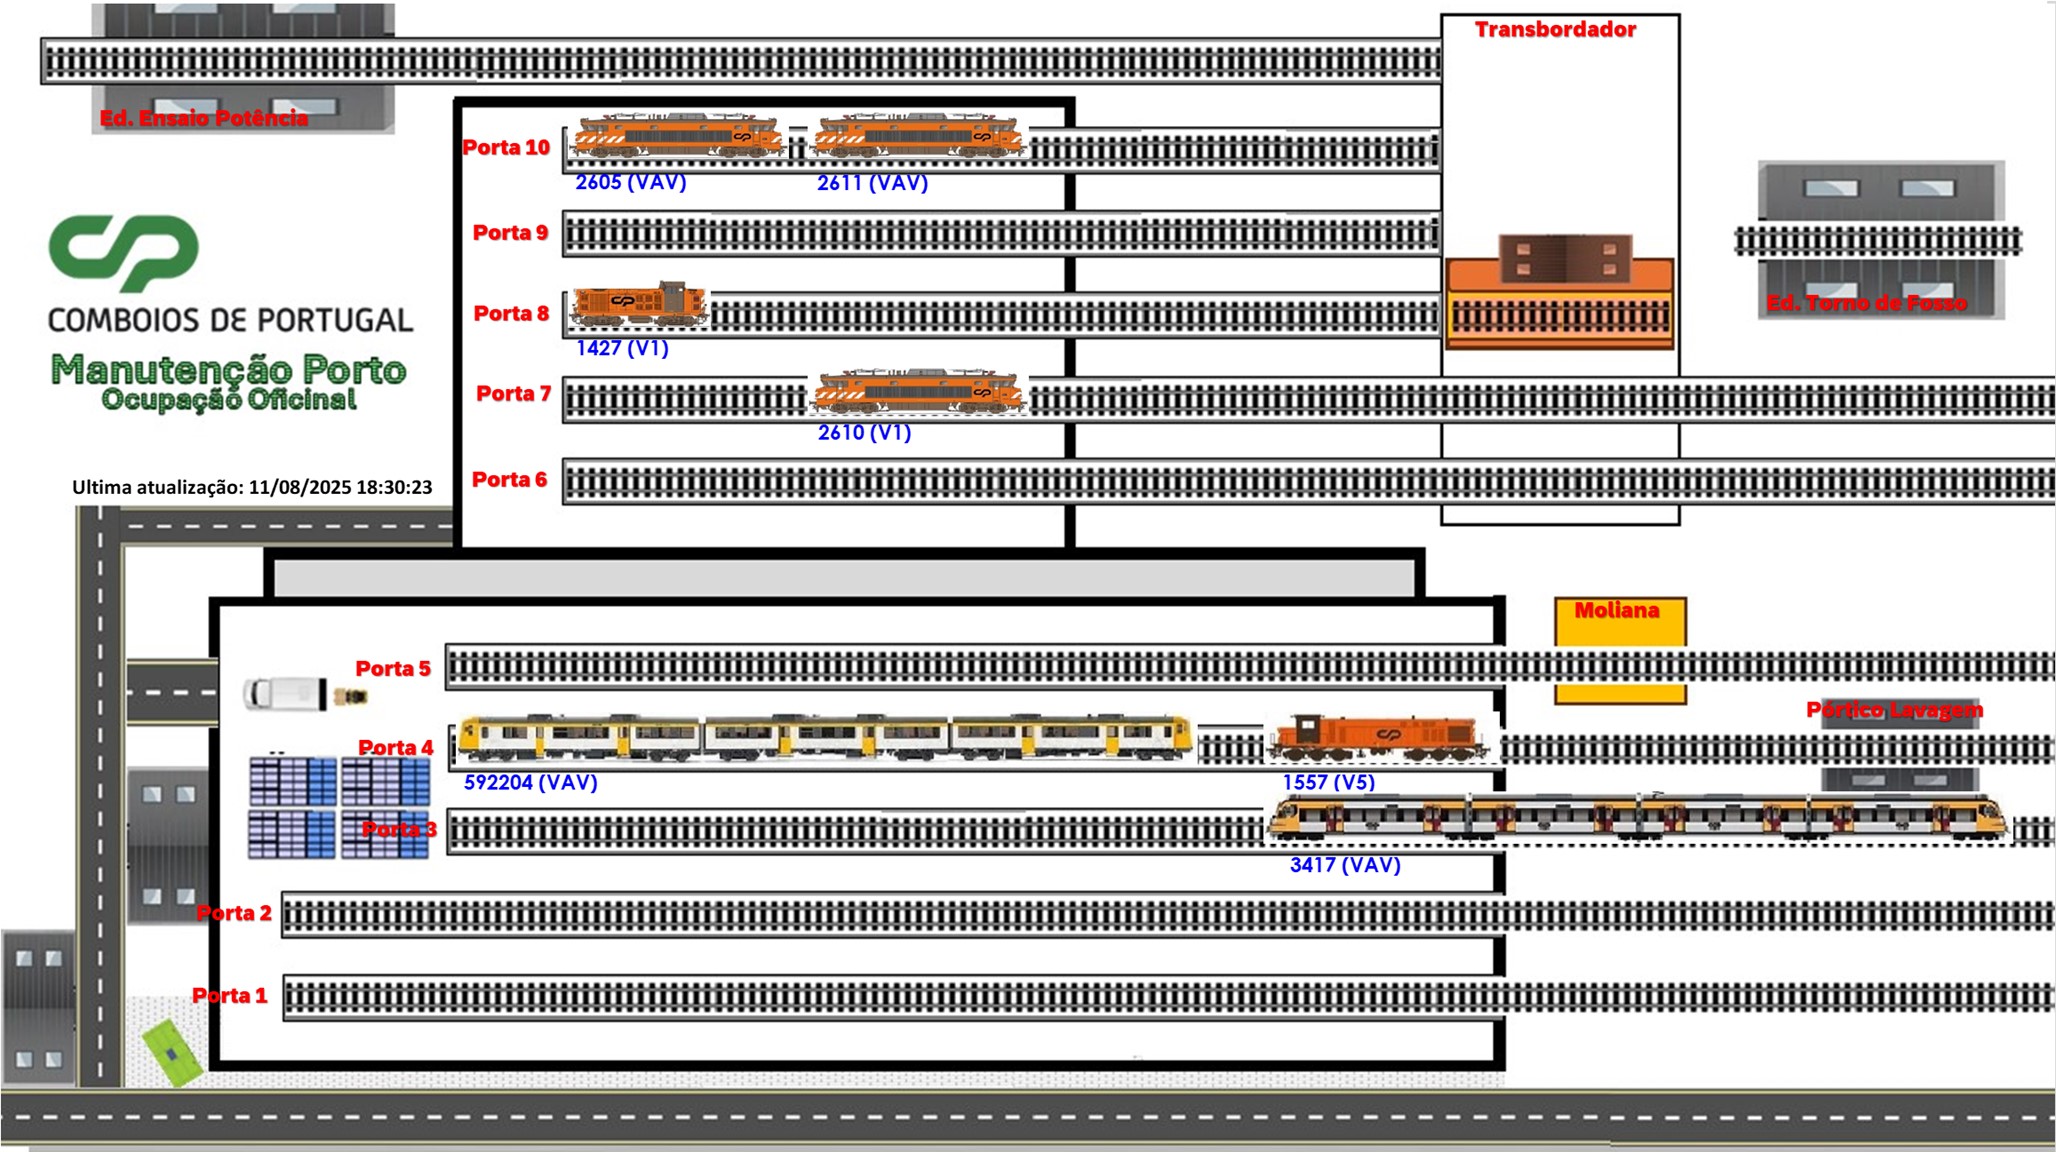 Transbordador
Ed. Ensaio Potência
Porta 10
2605 (VAV)
2611 (VAV)
Porta 9
CP
COMBOIOS DE PORTUGAL
Manutenção Porto
Ocupação Oficinal
Porta 8
1427 (V1)
Ed. Torno de Fosso
Porta 7
2610 (V1)
Porta 6
Ultima atualização: 11/08/2025 18:30:23
Moliana
Porta 5
Pórtico Lavagem
Porta 4
592204 (VAV)
1557 (V5)
Porta 3
3417 (VAV)
Porta 2
Porta 1